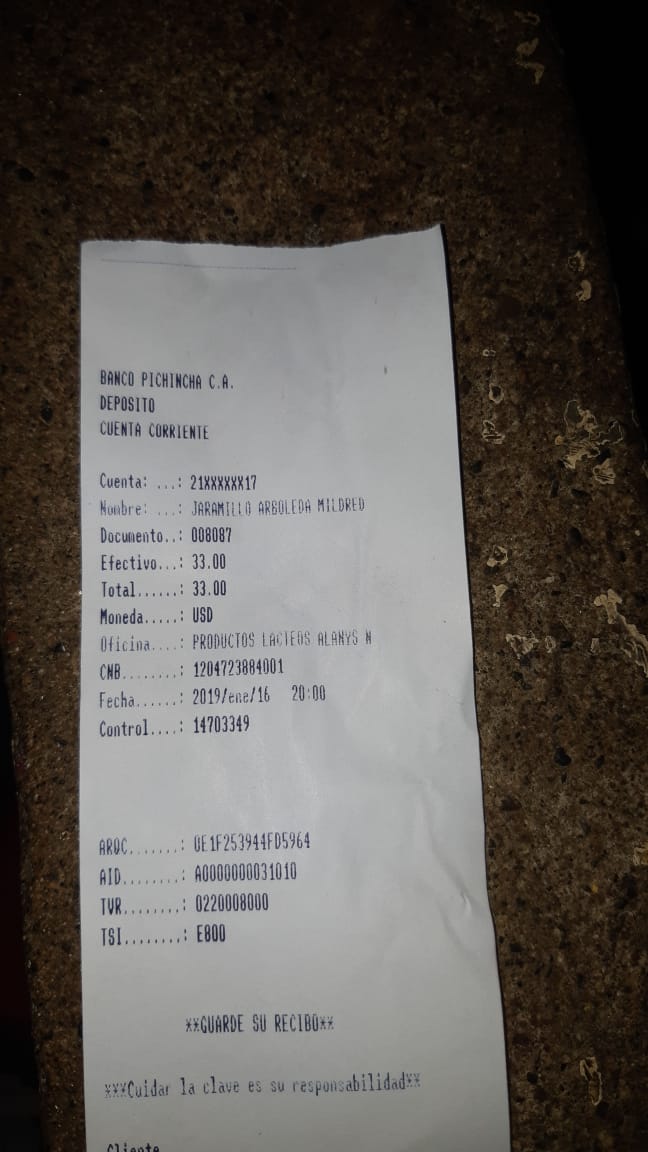 BANCO PICHINCHA C.A.
DEPOSITO
CUENTA CORRIENTE
Cuenta: ...: 21XXXXXX17
Nombre: ...: JARAMILLO ARBOLEDA MILDRED
Documento..: 008087
Efectivo...: 33.00
Total......: 33.00
Moneda.....: USD
Oficina....: PRODUCTOS LACTEOS ALANYS N
CNB........: 1204723884001
Fecha......: 2019/ene/16 20:00
Control....: 14703349
ARQC.......: 0E1F253944FD5964
AID........: A0000000031010
TVR........: 0220008000
TSI........: E800
**GUARDE SU RECIBO**
***Cuidar la clave es su responsabilidad**
Cliente